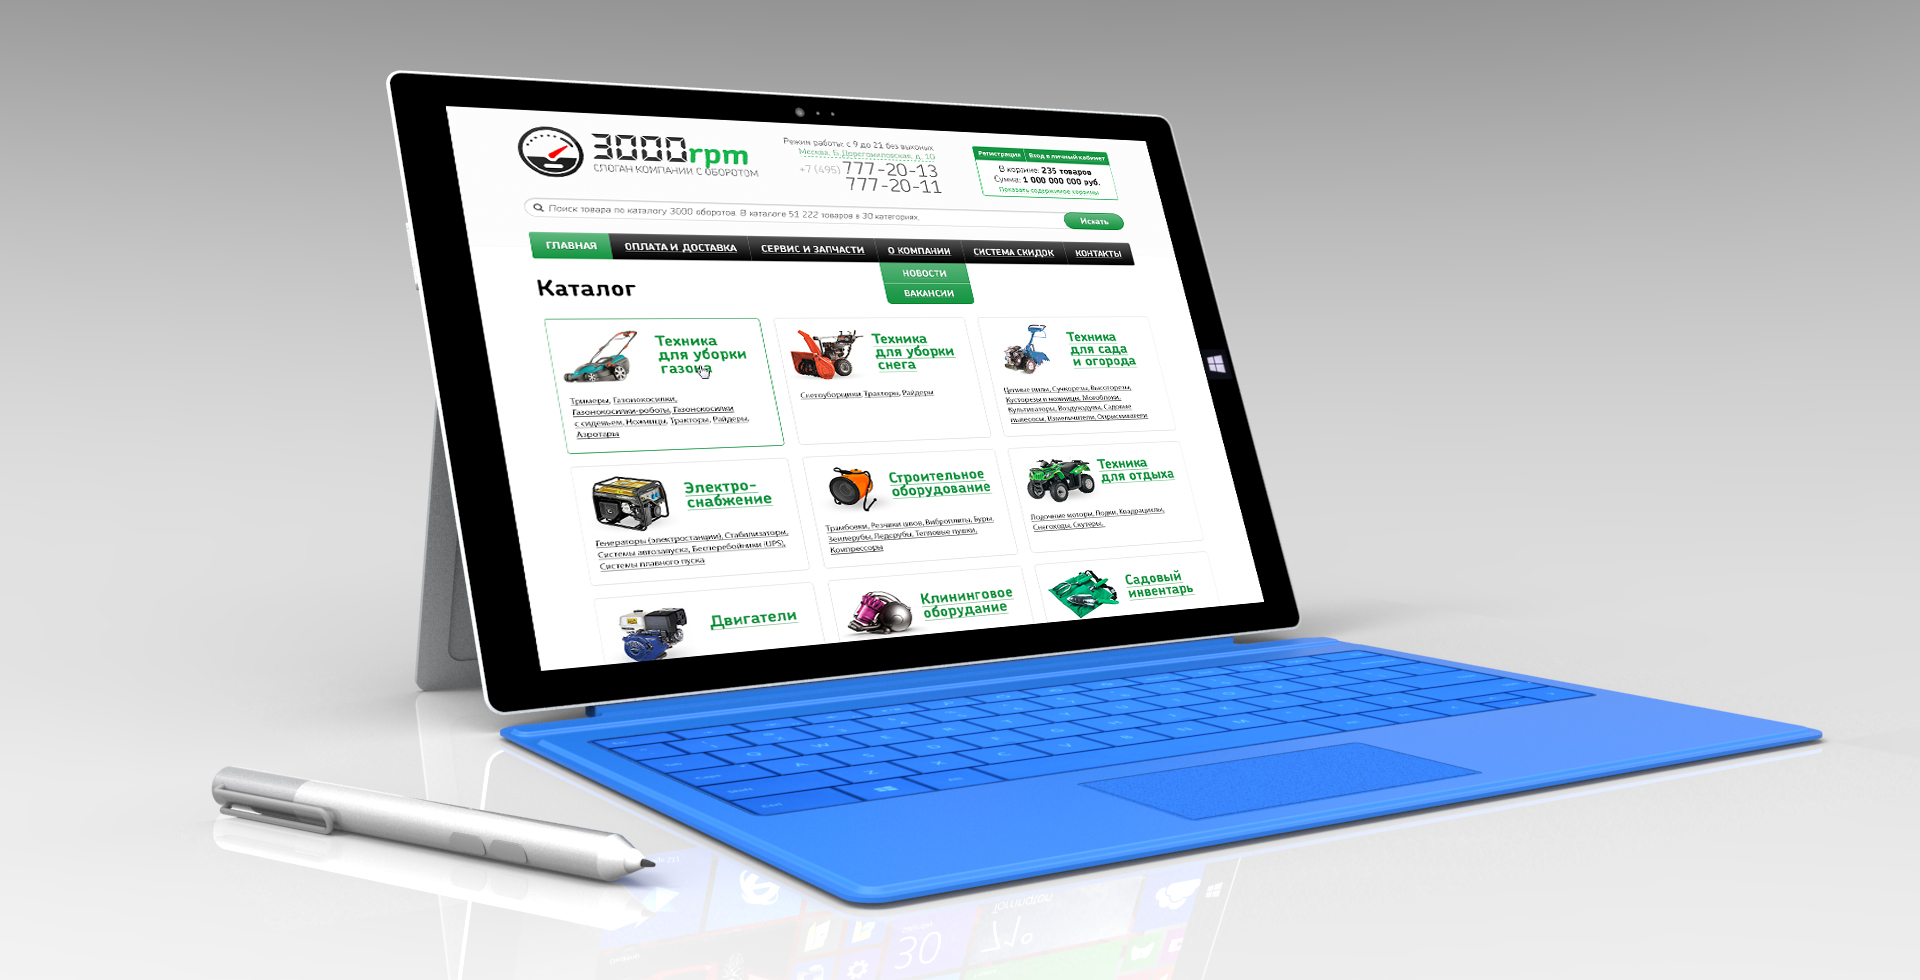 3000rpm
СЛОГАН КОМПАНИИ С ОБОРОТОМ
Режим работы: с 9 до 21 без выходных
Москва, Б.Дорогомиловская, д. 10
+7 (495) 777-20-13
777-20-11
Регистрация Вход в личный кабинет
В корзине: 235 товаров
Сумма: 1 000 000 000 руб.
Показать содержимое корзины
Поиск товара по каталогу 3000 оборотов. В каталоге 51 222 товаров в 30 категориях.
Искать
ГЛАВНАЯ ОПЛАТА И ДОСТАВКА СЕРВИС И ЗАПЧАСТИ О КОМПАНИИ СИСТЕМА СКИДОК КОНТАКТЫ
НОВОСТИ
ВАКАНСИИ
Каталог
Техника
для уборки
газона
Тримеры, Газонокосилки,
Газонокосилки-роботы, Газонокосилки
с сиденьем, Ножницы, Тракторы, Райдеры,
Аэротары
Техника
для уборки
снега
Снегоуборщики, Тракторы, Райдеры
Техника
для сада
и огорода
Цепные пилы, Сучкорезы, Высоторезы,
Кусторезы и ножницы, Мотоблоки,
Культиваторы, Воздуходувы, Садовые
пылесосы, Измельчители, Опрыскиватели
Электро-
снабжение
Генераторы (электростанции), Стабилизаторы,
Системы автозапуска, Бесперебойники (UPS),
Системы плавного пуска
Строительное
оборудование
Трамбовки, Резчики швов, Виброплиты, Буры,
Землерубы, Ледорубы, Тепловые пушки,
Компрессоры
Техника
для отдыха
Лодочные моторы, Лодки, Квадрациклы,
Снегоходы, Скутеры,
Двигатели
Клининговое
оборудание
Садовый
инвентарь